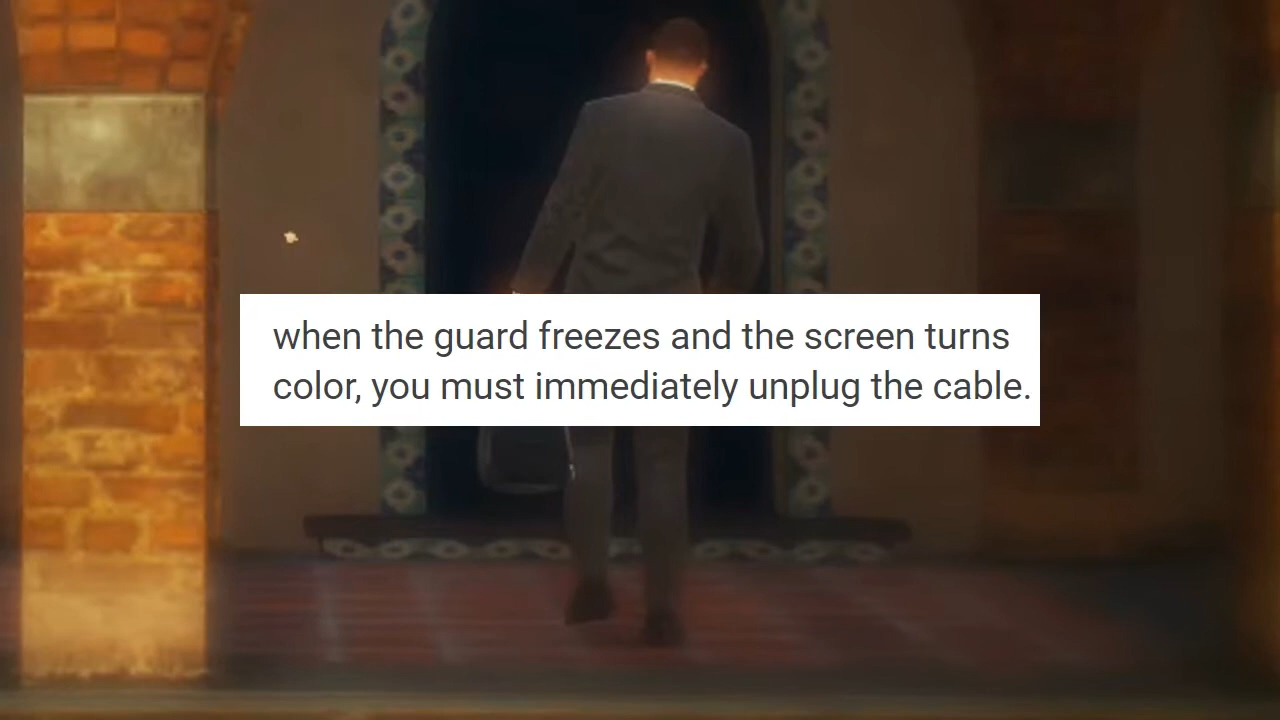 when the guard freezes and the screen turns
color, you must immediately unplug the cable.